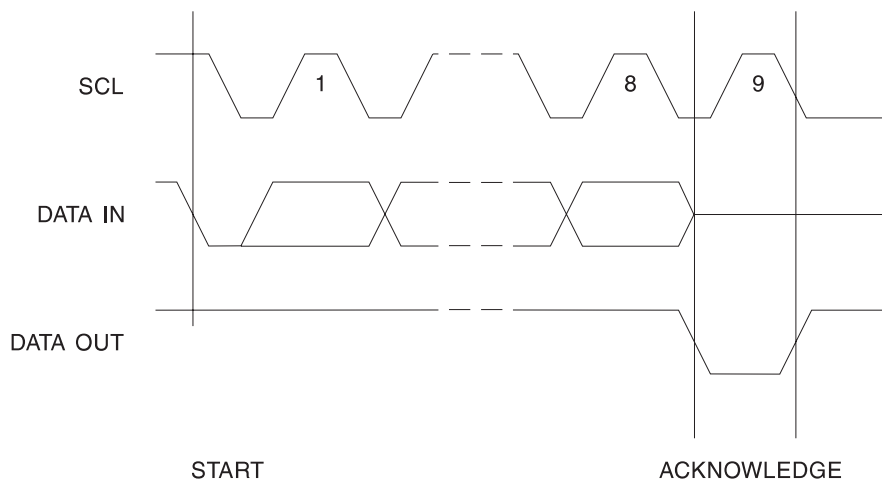 SCL
1
8
9
DATA IN
DATA OUT
START
ACKNOWLEDGE